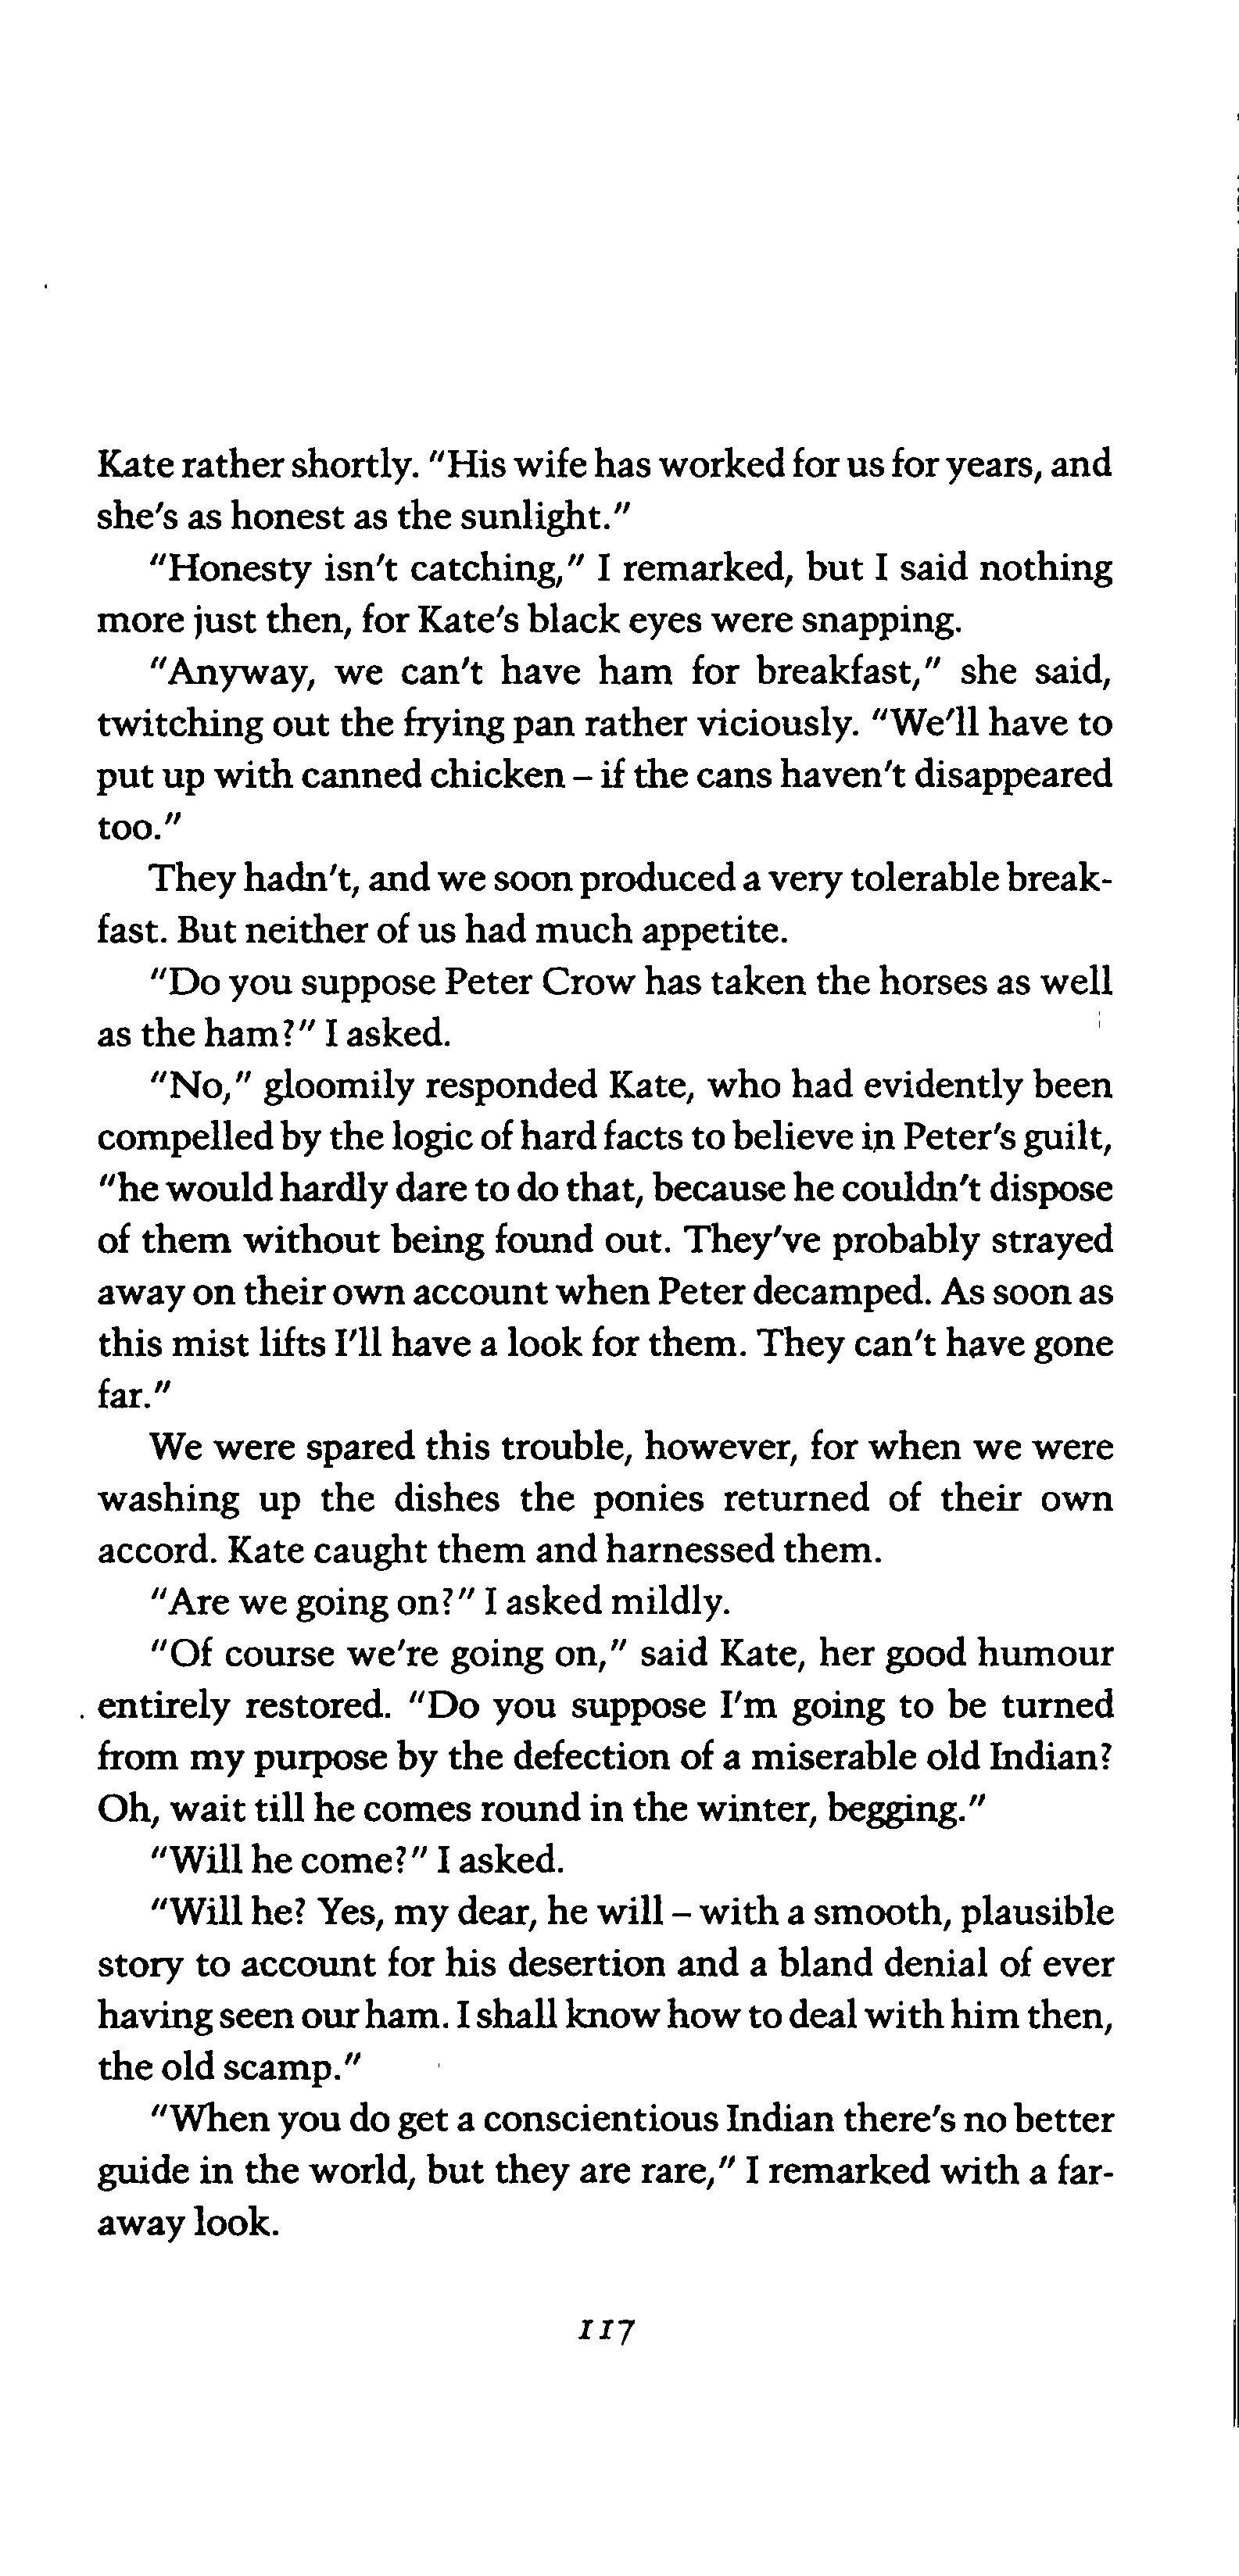 Kate rather shortly. "His wife has worked for us for years, and
she's as honest as the sunlight."
"Honesty isn't catching," I remarked, but I said nothing
more just then, for Kate's black eyes were snapping.
"Anyway, we can't have ham for breakfast," she said,
twitching out the frying pan rather viciously. "We'll have to
put up with canned chicken – if the cans haven't disappeared
too."
They hadn't, and we soon produced a very tolerable break-
fast. But neither of us had much appetite.
"Do you suppose Peter Crow has taken the horses as well
as the ham?" I asked.
"No," gloomily responded Kate, who had evidently been
compelled by the logic of hard facts to believe in Peter's guilt,
"he would hardly dare to do that, because he couldn't dispose
of them without being found out. They've probably strayed
away on their own account when Peter decamped. As soon as
this mist lifts I'll have a look for them. They can't have gone
far."
We were spared this trouble, however, for when we were
washing up the dishes the ponies returned of their own
accord. Kate caught them and harnessed them.
"Are we going on?" I asked mildly.
"Of course we're going on," said Kate, her good humour
entirely restored. "Do you suppose I'm going to be turned
from my purpose by the defection of a miserable old Indian?
Oh, wait till he comes round in the winter, begging."
"Will he come?" I asked.
"Will he? Yes, my dear, he will – with a smooth, plausible
story to account for his desertion and a bland denial of ever
having seen our ham. I shall know how to deal with him then,
the old scamp."
"When you do get a conscientious Indian there's no better
guide in the world, but they are rare," I remarked with a far-
away look.
117